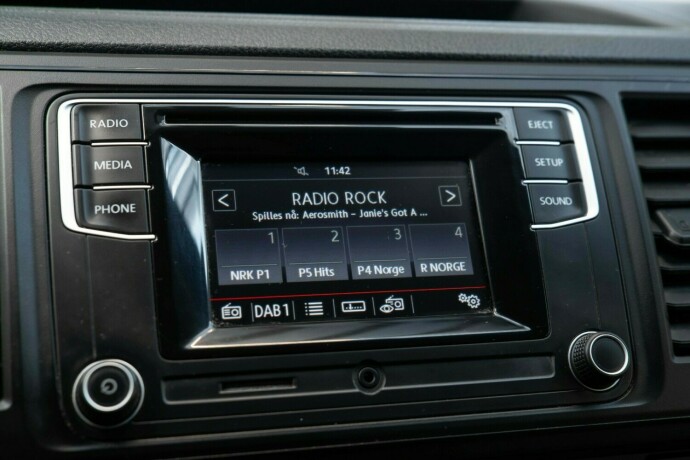 RADIO
MEDIA
PHONE
EJECT
SETUP
SOUND
11:42
< RADIO ROCK >
Spilles nå: Aerosmith - Janie's Got A ...
1 2 3 4
NRK P1 P5 Hits P4 Norge R NORGE
DAB1